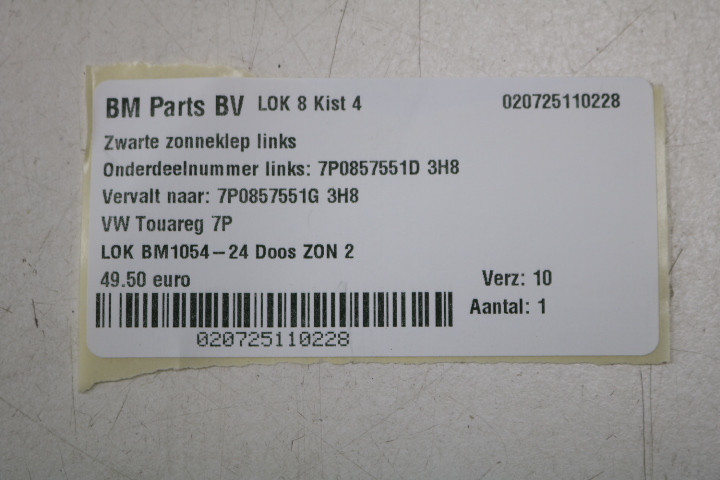 BM Parts BV LOK 8 Kist 4 020725110228
Zwarte zonneklep links
Onderdeelnummer links: 7P0857551D 3H8
Vervalt naar: 7P0857551G 3H8
VW Touareg 7P
LOK BM1054-24 Doos ZON 2
49.50 euro Verz: 10
Aantal: 1
020725110228